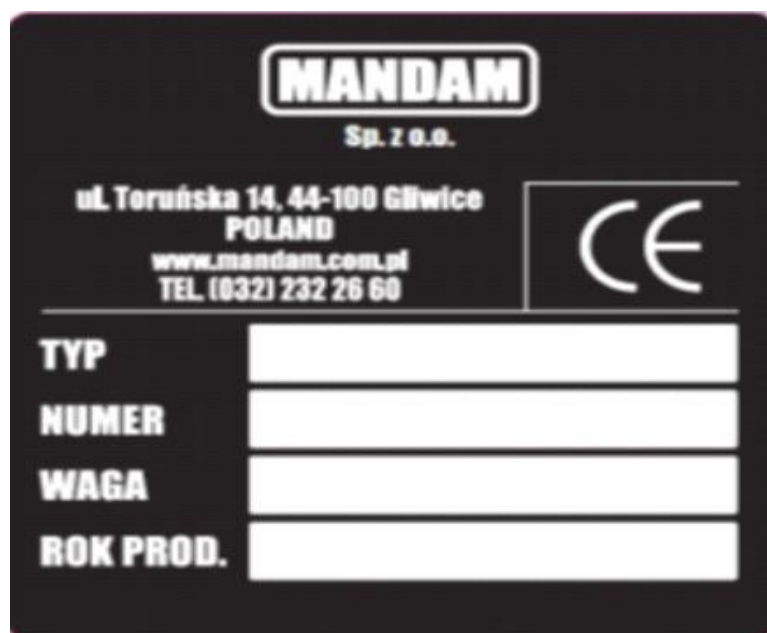 MANDAM
Sp. z o.o.
ul. Toruńska 14, 44-100 Gliwice
POLAND
www.mandam.com.pl
TEL. (032) 232 26 60
CE
TYP
NUMER
WAGA
ROK PROD.